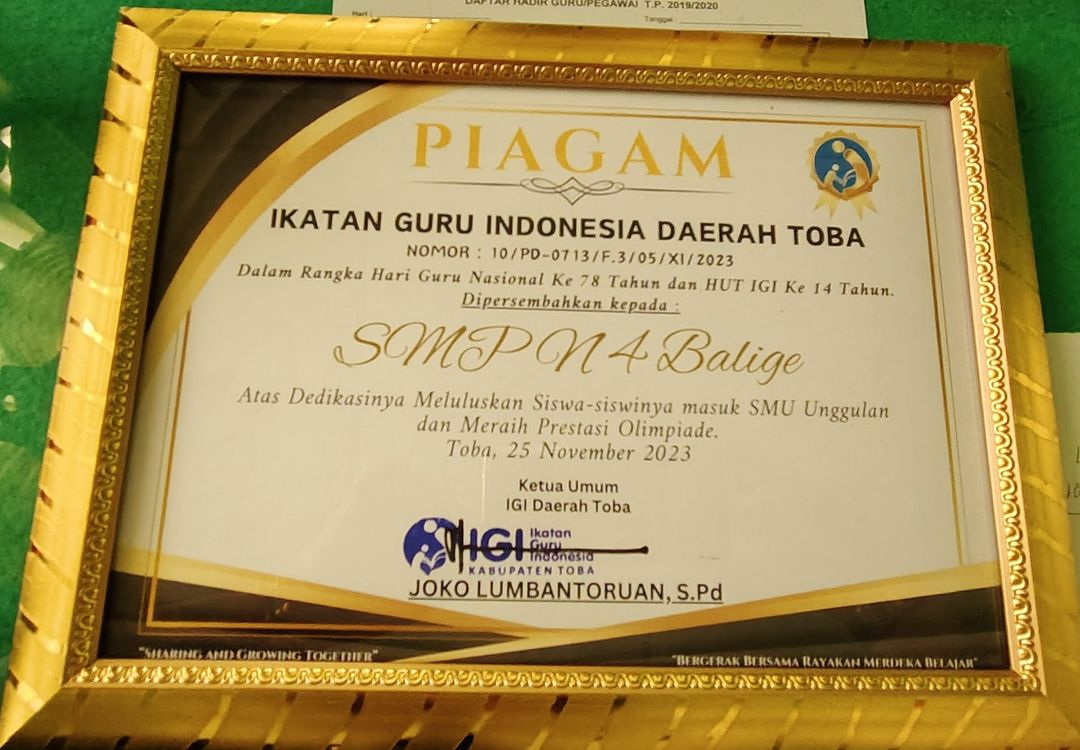 DAFTAR HADIR GURU/PEGAWAI T.P. 2019/2020
Hari :
Tanggal :
PIAGAM
IKATAN GURU INDONESIA DAERAH TOBA
NOMOR : 10/PD-0713/F.3/05/XI/2023
Dalam Rangka Hari Guru Nasional Ke 78 Tahun dan HUT IGI Ke 14 Tahun.
Dipersembahkan kepada :
SMP N 4 Balige
Atas Dedikasinya Meluluskan Siswa-siswinya masuk SMU Unggulan
dan Meraih Prestasi Olimpiade.
Toba, 25 November 2023
Ketua Umum
IGI Daerah Toba
IGI Ikatan
Guru
Indonesia
KABUPATEN TOBA
JOKO LUMBANTORUAN, S.Pd
"SHARING AND GROWING TOGETHER"
"BERGERAK BERSAMA RAYAKAN MERDEKA BELAJAR"